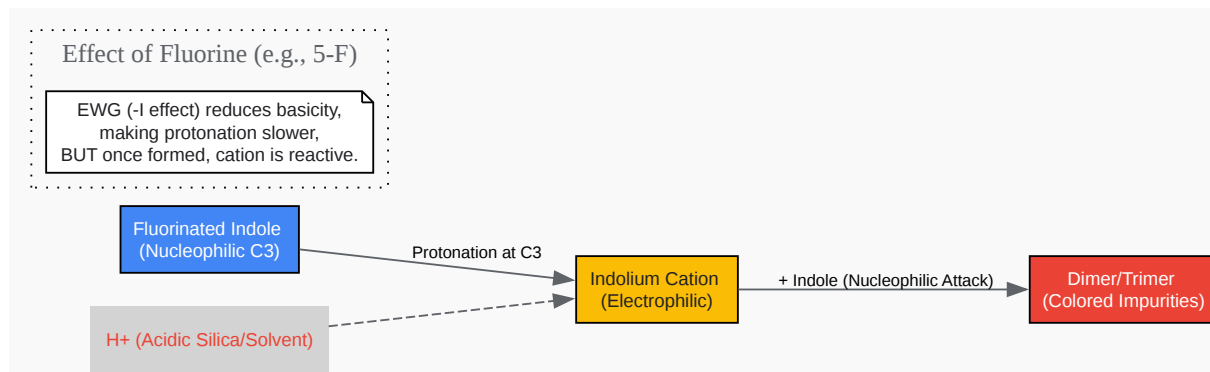 Effect of Fluorine (e.g., 5-F)
EWG (-I effect) reduces basicity,
making protonation slower,
BUT once formed, cation is reactive.
Fluorinated Indole
(Nucleophilic C3)
Protonation at C3
H+ (Acidic Silica/Solvent)
Indolium Cation
(Electrophilic)
+ Indole (Nucleophilic Attack)
Dimer/Trimer
(Colored Impurities)